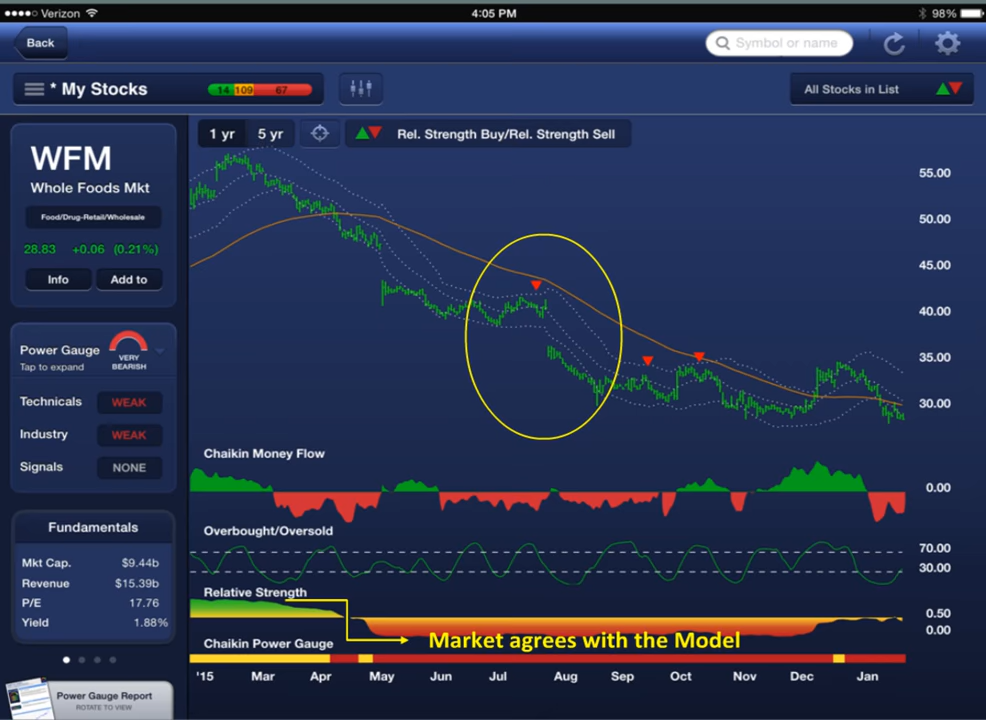 Verizon
4:05 PM
98%
Back
Symbol or name
* My Stocks
14 109 67
All Stocks in List
WFM
Whole Foods Mkt
Food/Drug-Retail/Wholesale
28.83 +0.06 (0.21%)
Info Add to
1 yr 5 yr Rel. Strength Buy/Rel. Strength Sell
55.00
50.00
45.00
40.00
35.00
30.00
Power Gauge
Tap to expand
VERY
BEARISH
Technicals WEAK
Industry WEAK
Signals NONE
Chaikin Money Flow
0.00
Overbought/Oversold
70.00
30.00
Relative Strength
0.50
0.00
Market agrees with the Model
Chaikin Power Gauge
'15 Mar Apr May Jun Jul Aug Sep Oct Nov Dec Jan
Fundamentals
Mkt Cap. $9.44b
Revenue $15.39b
P/E 17.76
Yield 1.88%
Power Gauge Report
ROTATE TO VIEW